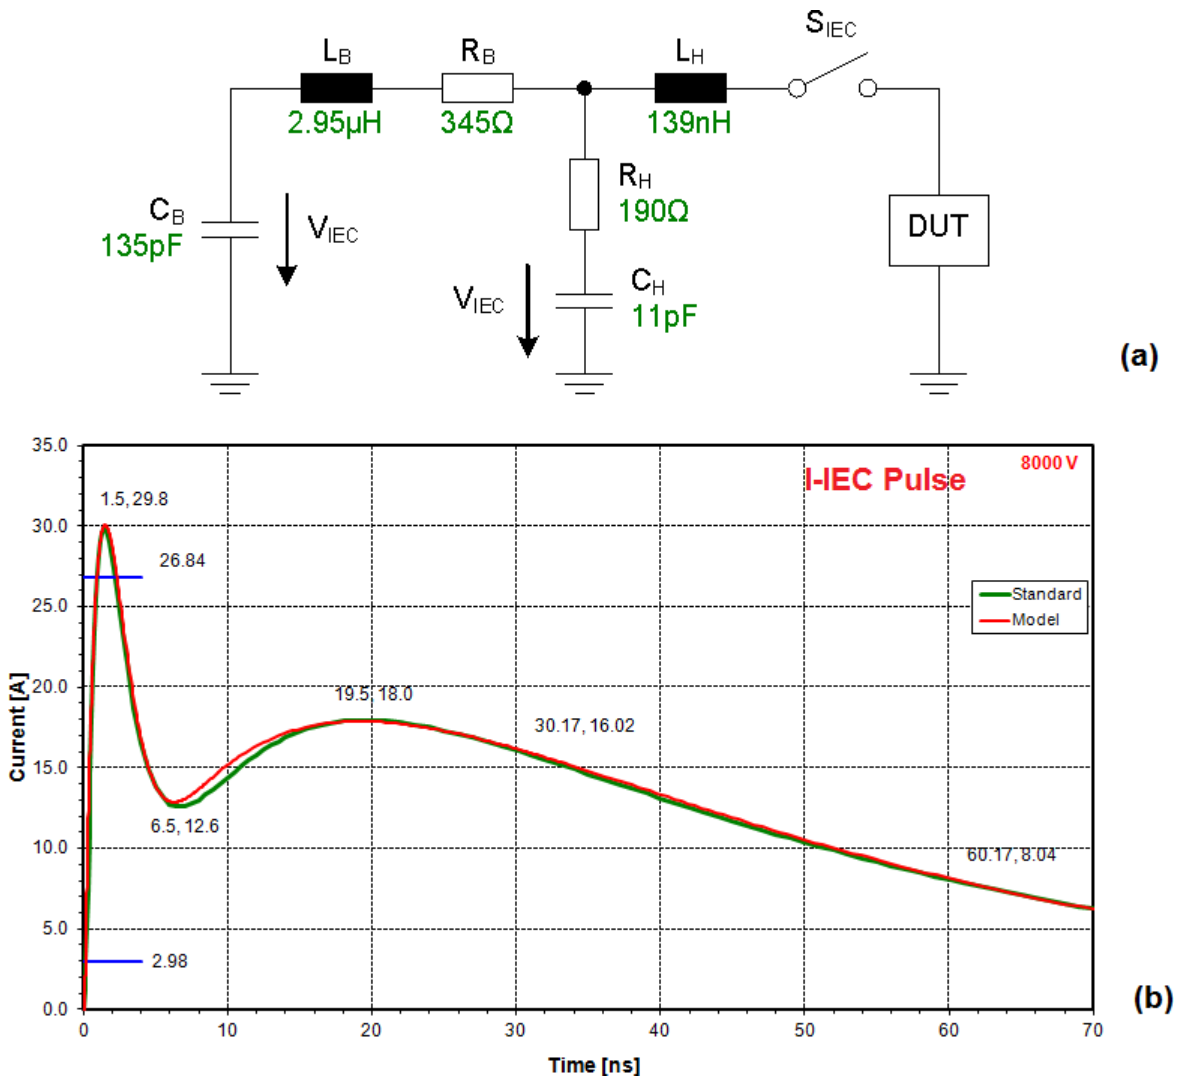 S_IEC
L_B R_B L_H
2.95µH 345Ω 139nH
R_H
190Ω
C_B
135pF
V_IEC
DUT
V_IEC
C_H
11pF
(a)
35.0
30.0
25.0
20.0
15.0
10.0
5.0
0.0
Current [A]
I-IEC Pulse
8000 V
1.5, 29.8
26.84
Standard
Model
19.5, 18.0
30.17, 16.02
6.5, 12.6
60.17, 8.04
2.98
(b)
0 10 20 30 40 50 60 70
Time [ns]